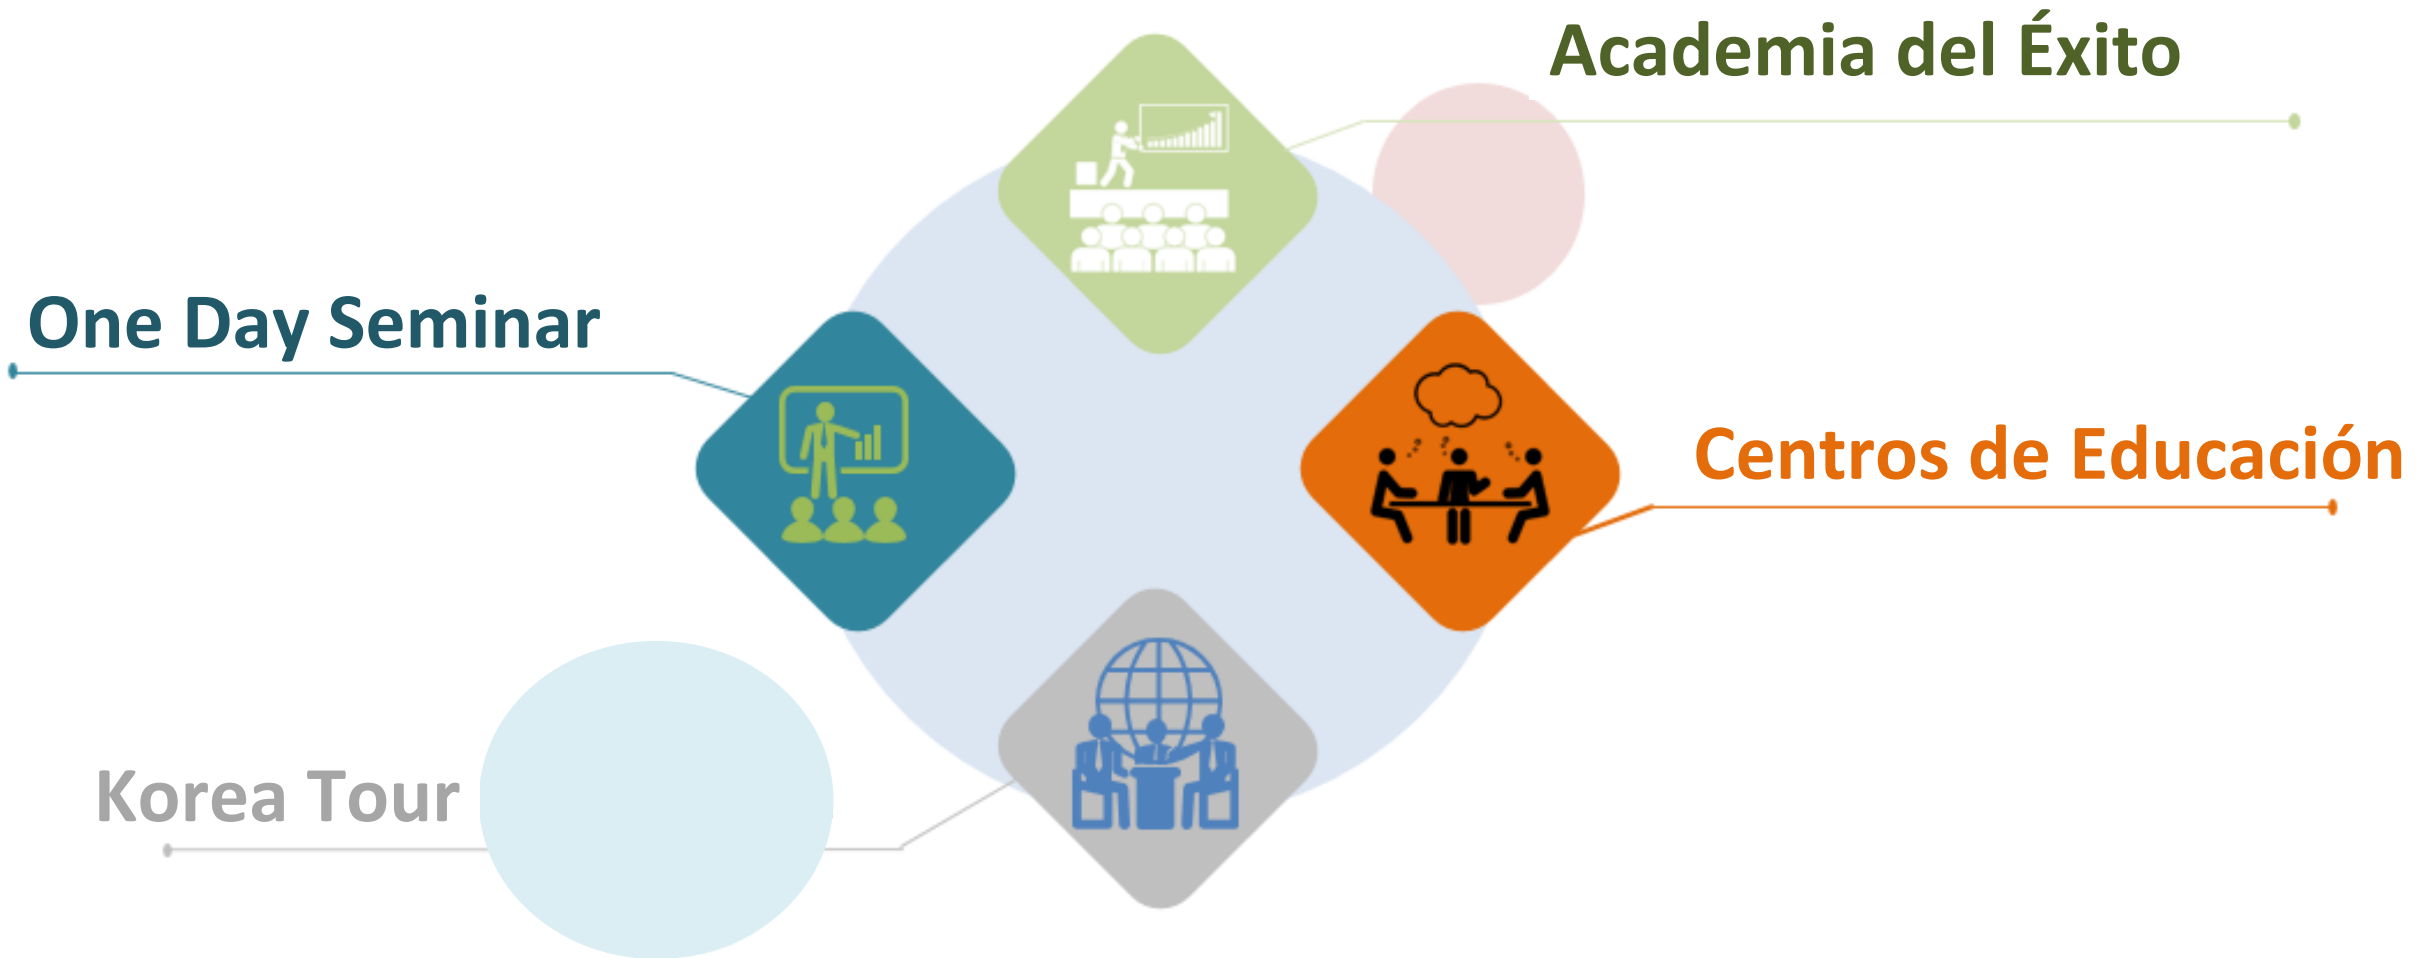 Academia del Éxito
One Day Seminar
Centros de Educación
Korea Tour